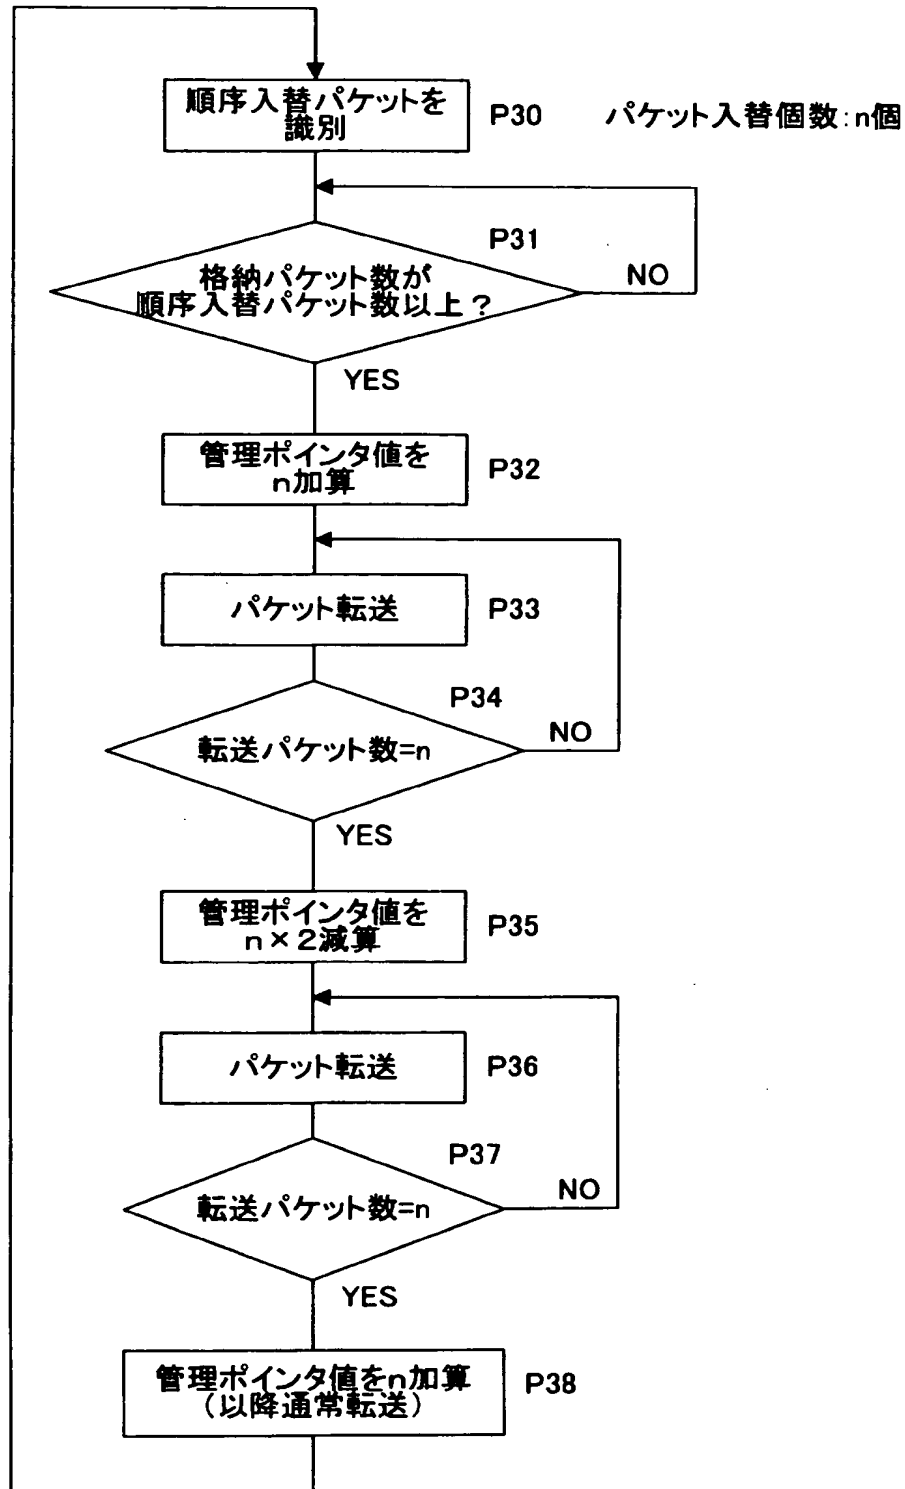 順序入替パケットを
識別
P30
パケット入替個数:n個
P31
格納パケット数が
順序入替パケット数以上?
NO
YES
管理ポインタ値を
n加算
P32
パケット転送
P33
P34
転送パケット数=n
NO
YES
管理ポインタ値を
n×2減算
P35
パケット転送
P36
P37
転送パケット数=n
NO
YES
管理ポインタ値をn加算
(以降通常転送)
P38